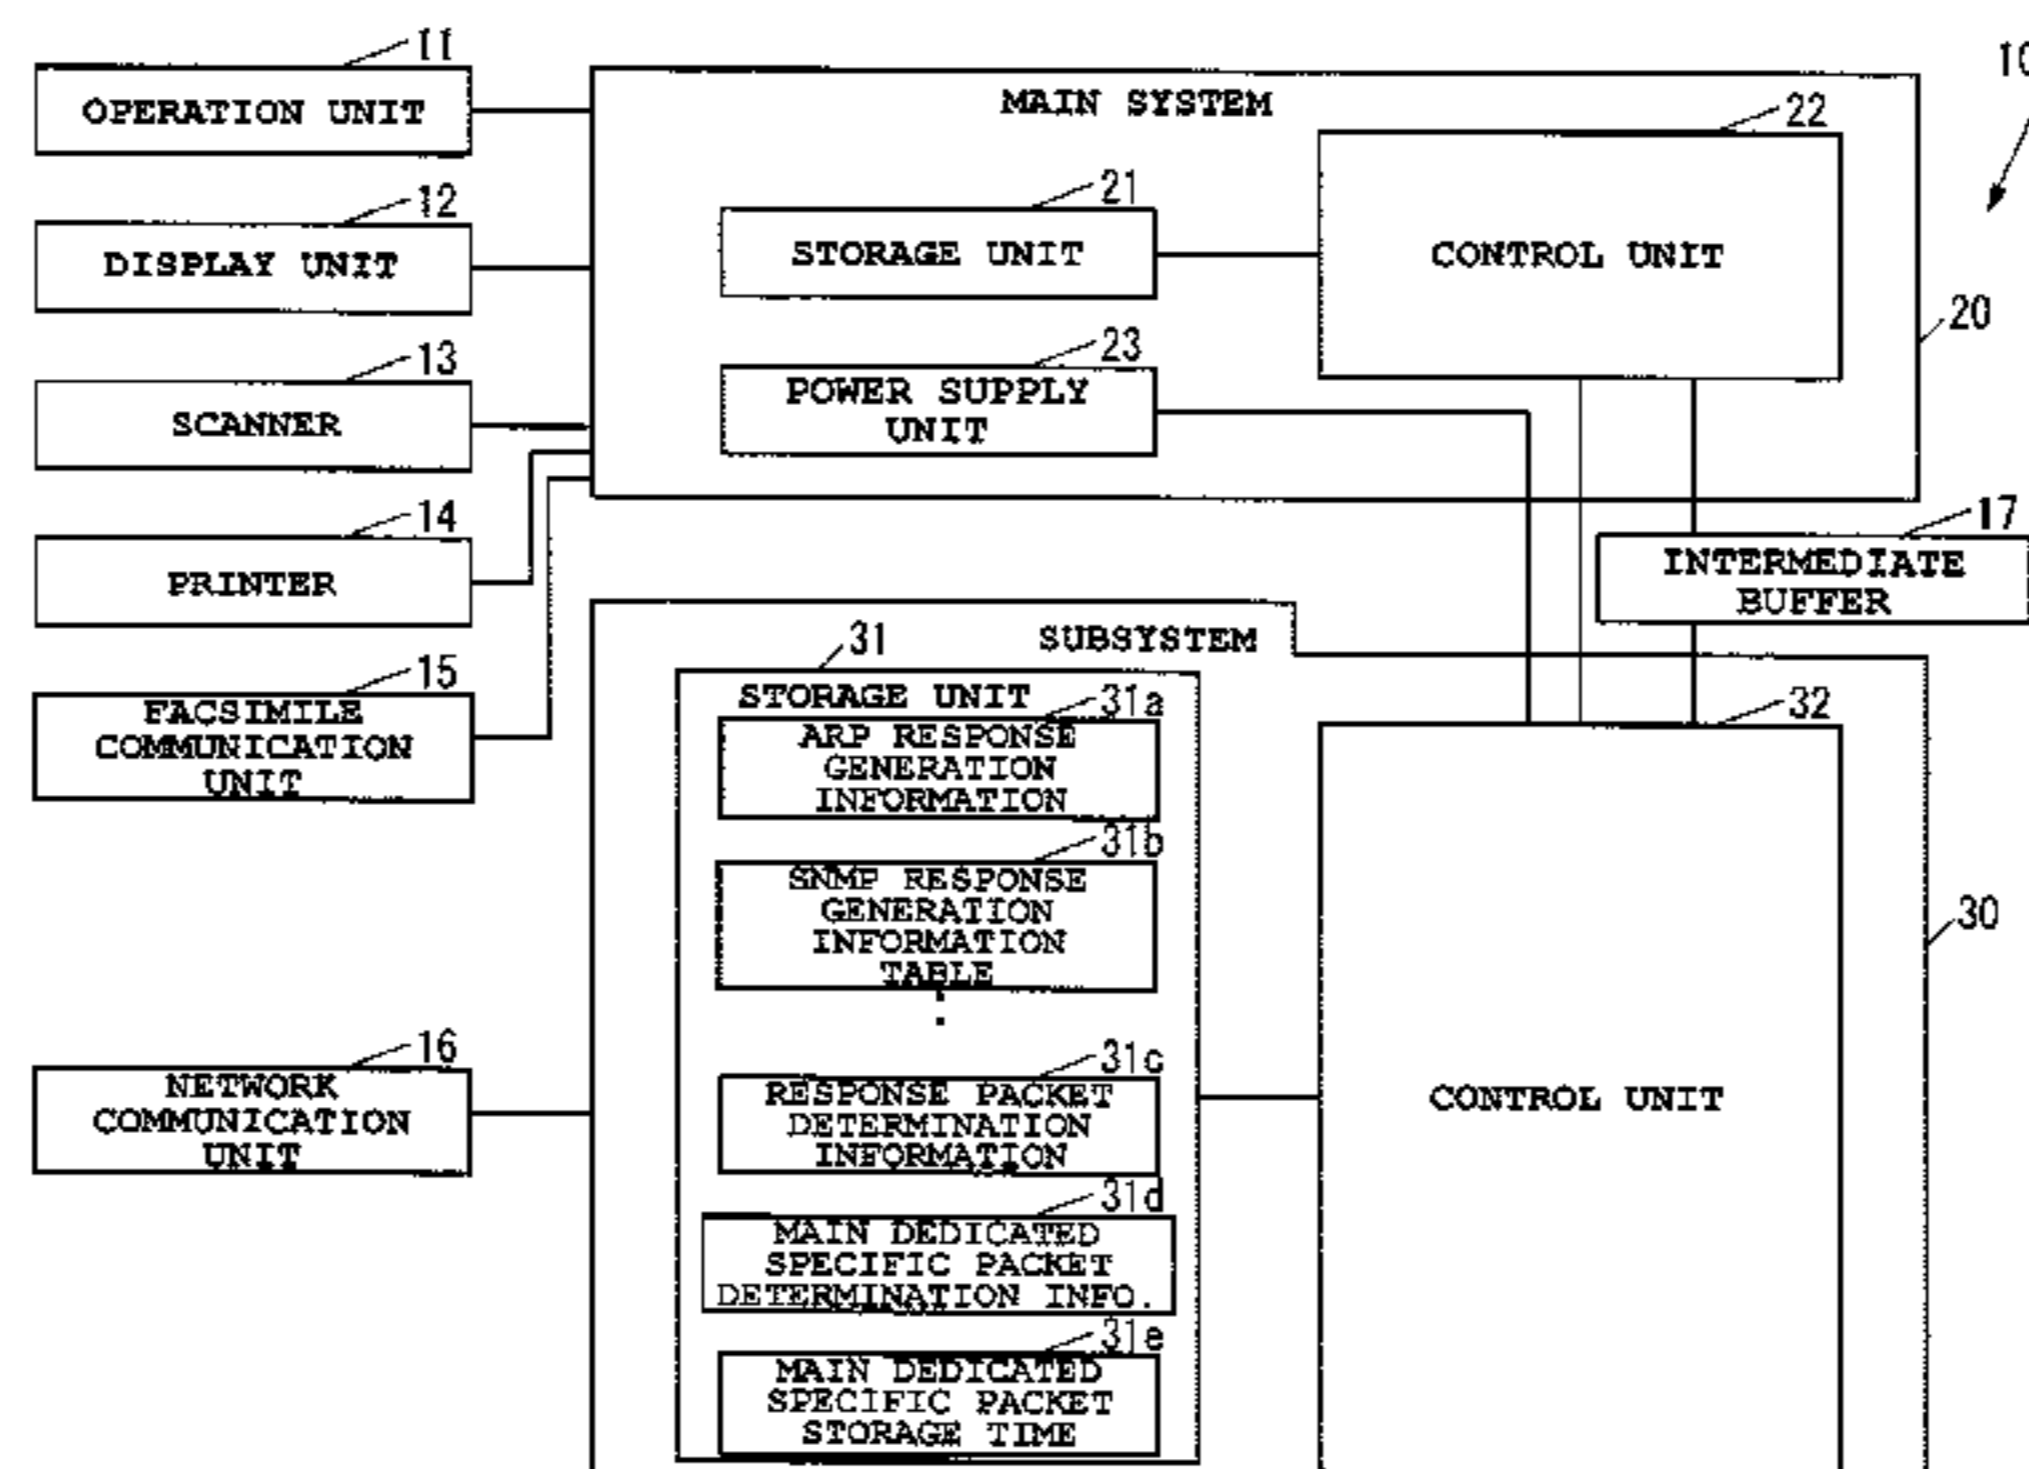 11
OPERATION UNIT
12
DISPLAY UNIT
13
SCANNER
14
PRINTER
15
FACSIMILE
COMMUNICATION
UNIT
16
NETWORK
COMMUNICATION
UNIT
10
MAIN SYSTEM
20
21
STORAGE UNIT
22
CONTROL UNIT
23
POWER SUPPLY
UNIT
17
INTERMEDIATE
BUFFER
SUBSYSTEM
30
31
STORAGE UNIT
31a
ARP RESPONSE
GENERATION
INFORMATION
31b
SNMP RESPONSE
GENERATION
INFORMATION
TABLE
31c
RESPONSE PACKET
DETERMINATION
INFORMATION
31d
MAIN DEDICATED
SPECIFIC PACKET
DETERMINATION INFO.
31e
MAIN DEDICATED
SPECIFIC PACKET
STORAGE TIME
32
CONTROL UNIT